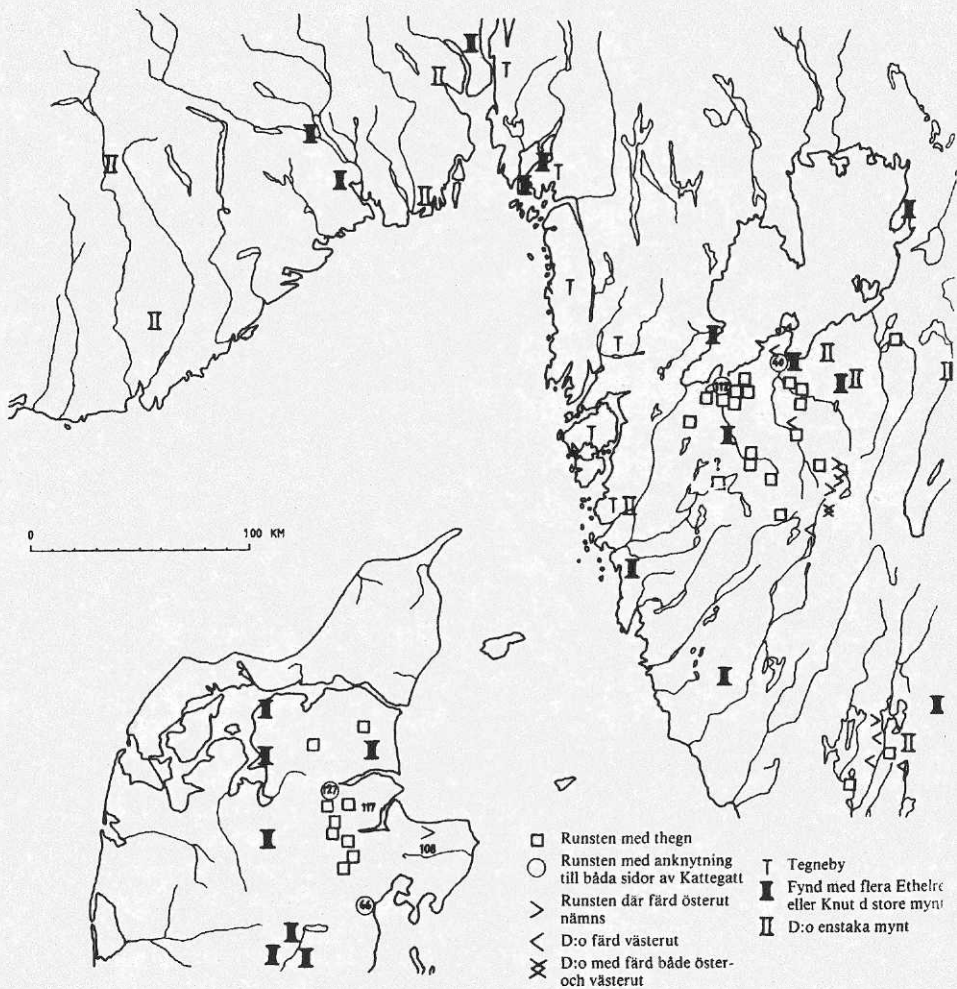 T
T
T
T
T
T
?
40
112
0 100 KM
127
117
108
66
Runsten med thegn
Runsten med anknytning
till båda sidor av Kattegatt
Runsten där färd österut
nämns
D:o färd västerut
D:o med färd både öster-
och västerut
T Tegneby
Fynd med flera Ethelre
eller Knut d store mynt
D:o enstaka mynt